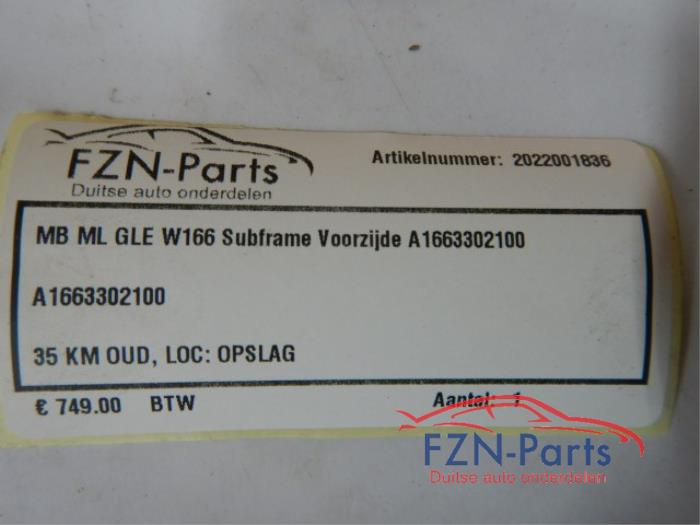 FZN-Parts
Duitse auto onderdelen
Artikelnummer: 2022001836
MB ML GLE W166 Subframe Voorzijde A1663302100
A1663302100
35 KM OUD, LOC: OPSLAG
€ 749.00 BTW
Aantal: 1
FZN-Parts
Duitse auto onderdelen